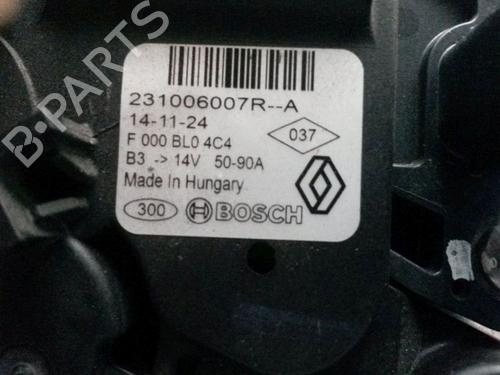 B-PARTS
231006007R--A
14-11-24
037
F 000 BL0 4C4
B3 -> 14V 50-90A
Made In Hungary
300 BOSCH